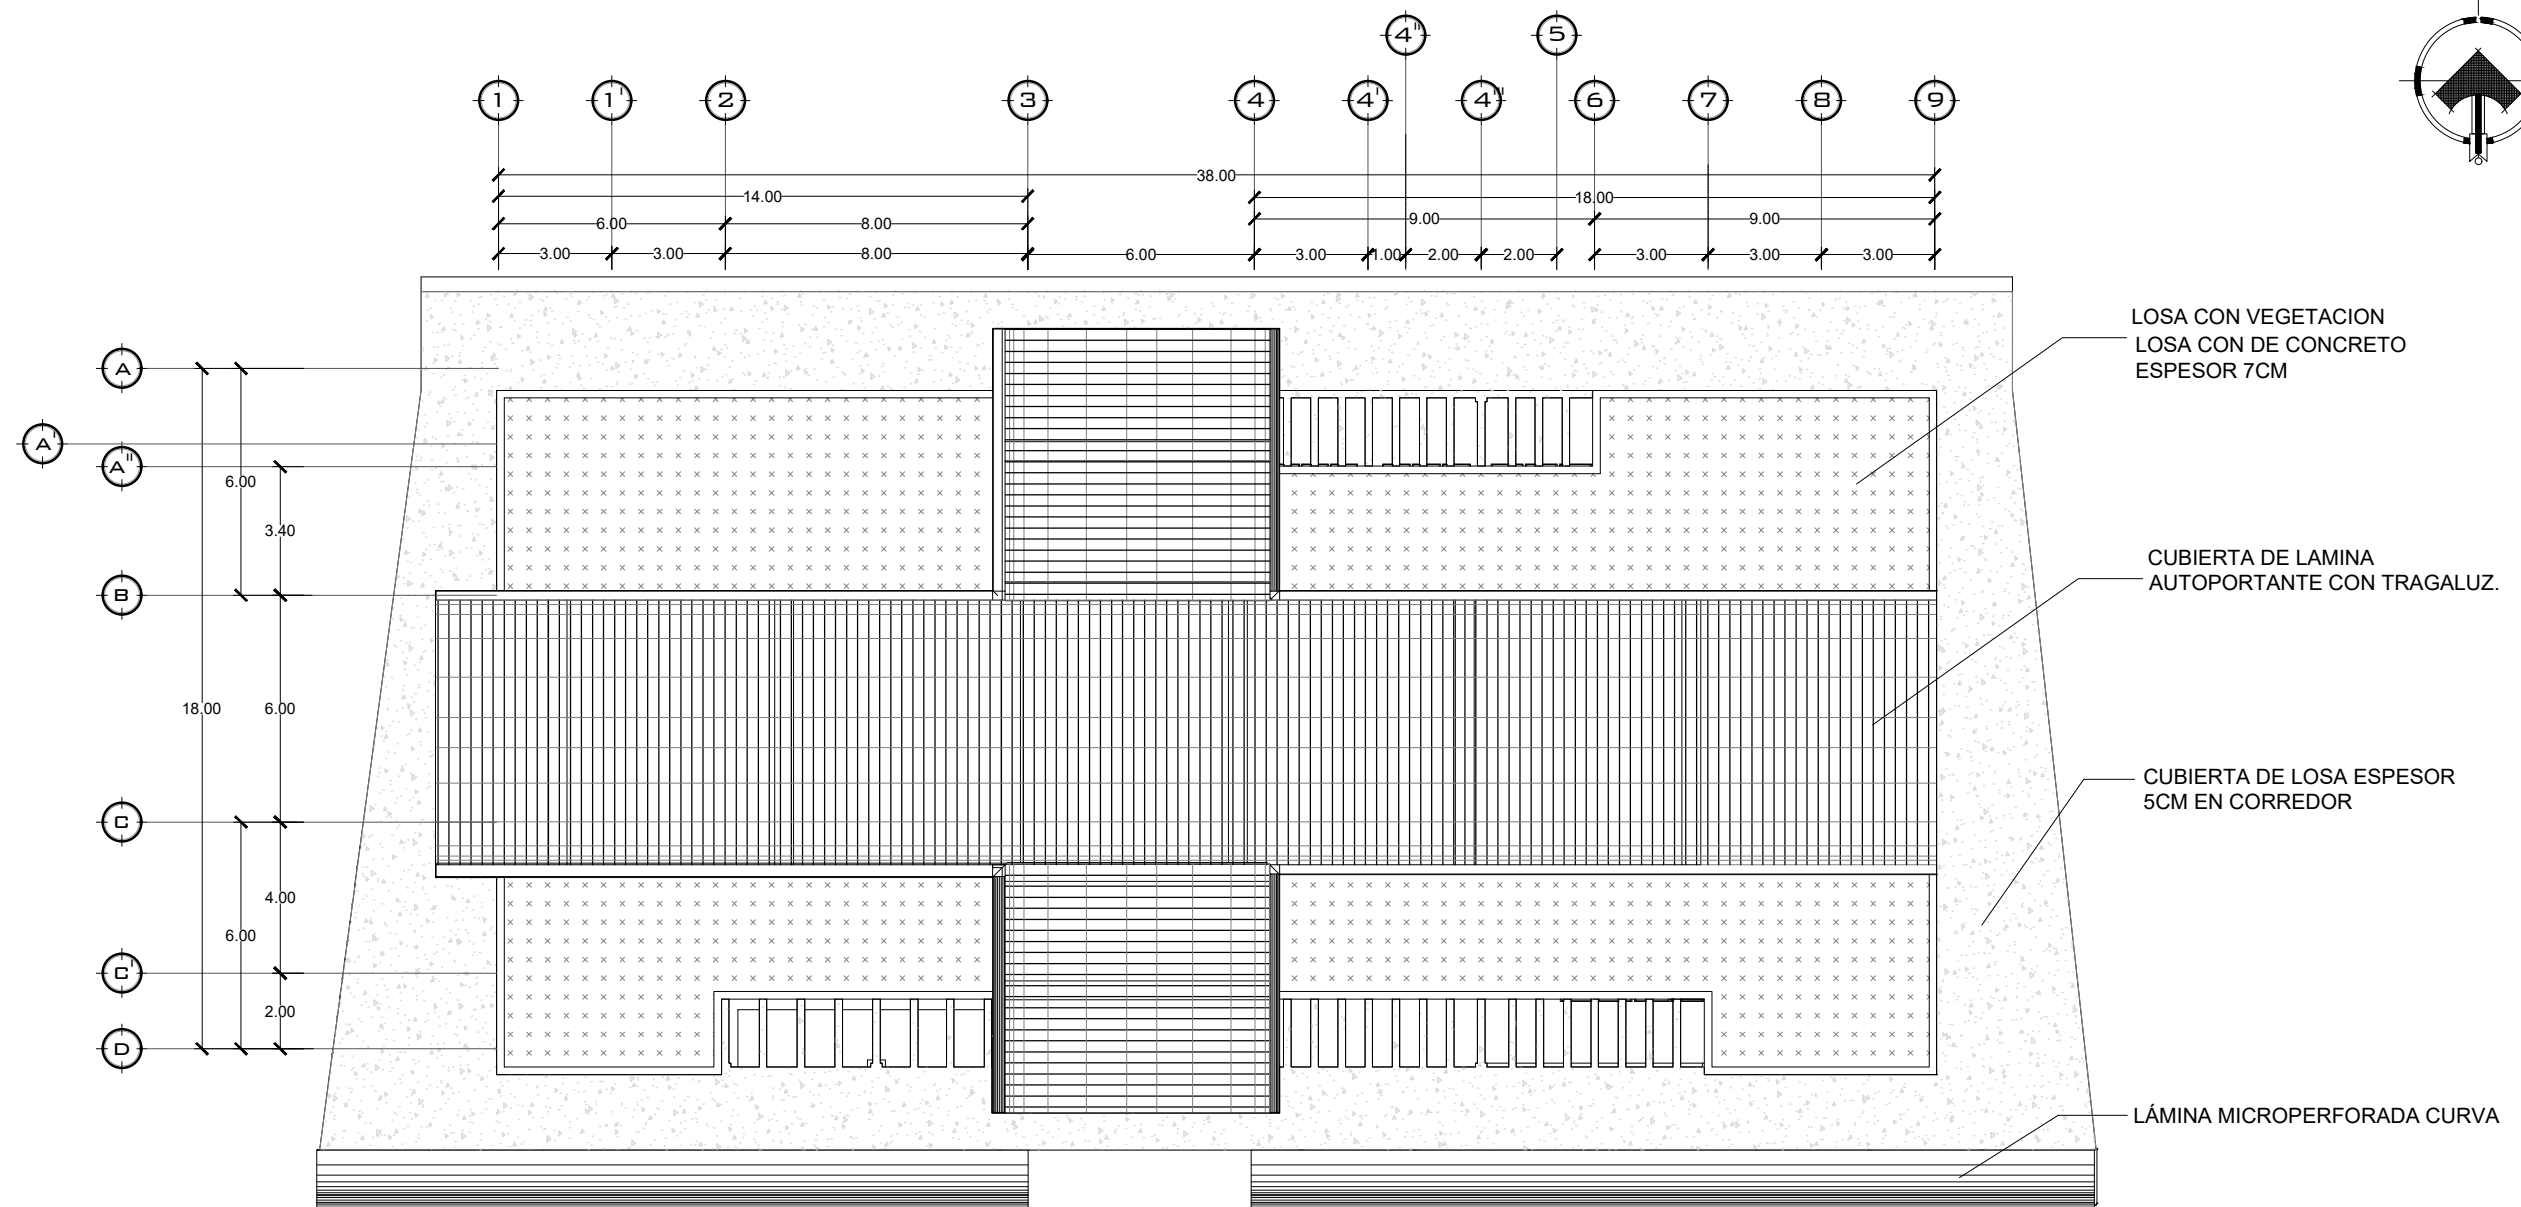 4''
5
1
1'
2
3
4
4'
4'''
6
7
8
9
38.00
14.00
18.00
6.00
8.00
9.00
9.00
3.00
3.00
8.00
6.00
3.00
1.00
2.00
2.00
3.00
3.00
3.00
LOSA CON VEGETACION
LOSA CON DE CONCRETO
ESPESOR 7CM
A
A'
A''
6.00
3.40
CUBIERTA DE LAMINA
AUTOPORTANTE CON TRAGALUZ.
B
18.00
6.00
CUBIERTA DE LOSA ESPESOR
5CM EN CORREDOR
C
4.00
6.00
C'
2.00
D
LÁMINA MICROPERFORADA CURVA